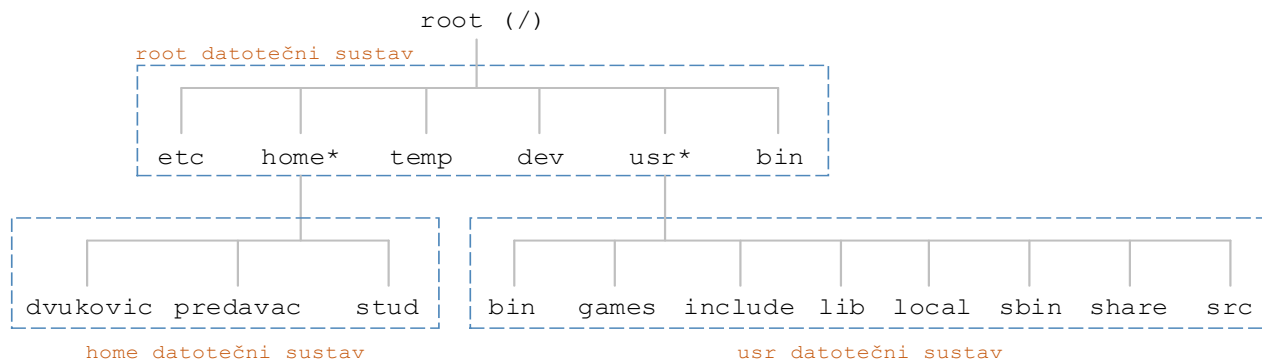 root (/)
root datotečni sustav
etc home* temp dev usr* bin
dvukovic predavac stud bin games include lib local sbin share src
home datotečni sustav usr datotečni sustav